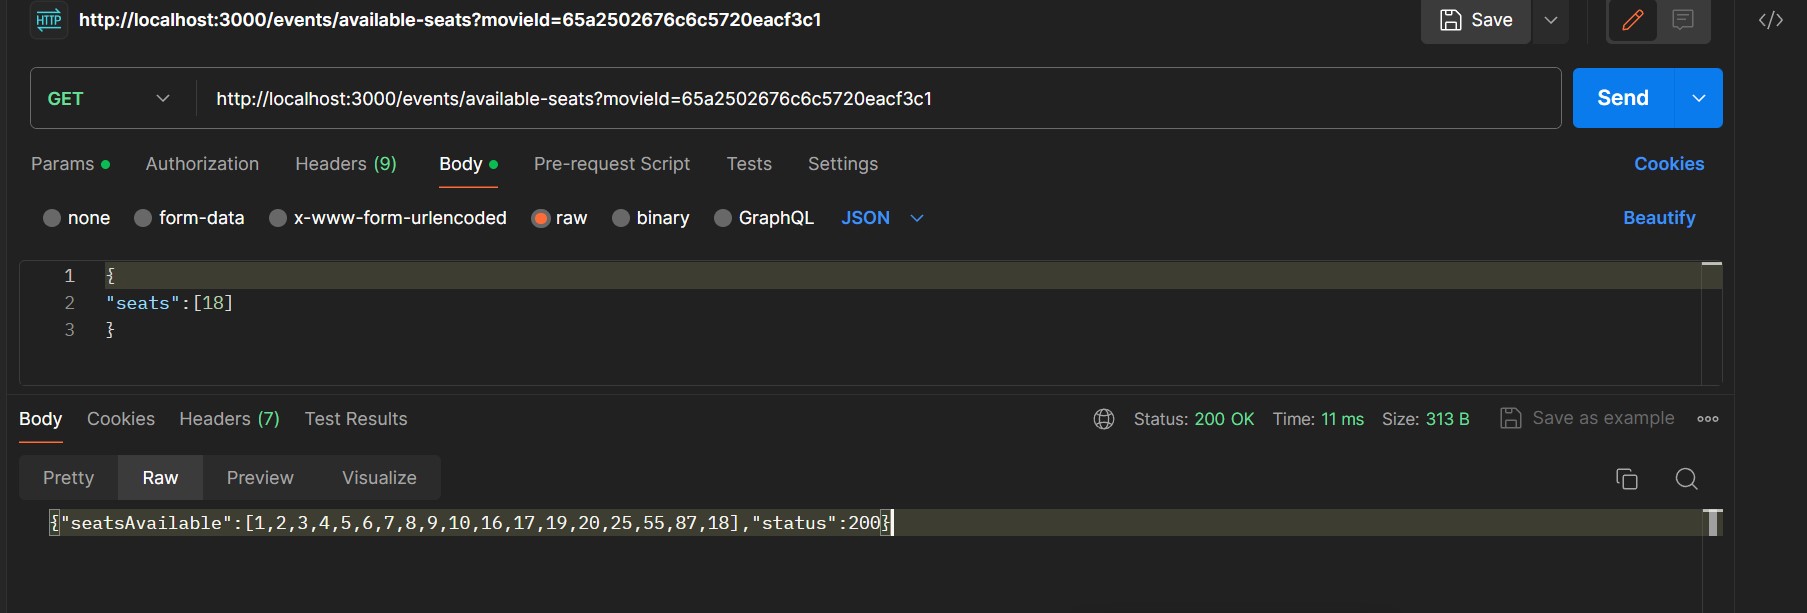 HTTP http://localhost:3000/events/available-seats?movieId=65a2502676c6c5720eacf3c1 Save </>
GET http://localhost:3000/events/available-seats?movieId=65a2502676c6c5720eacf3c1 Send
Params Authorization Headers (9) Body Pre-request Script Tests Settings Cookies
none form-data x-www-form-urlencoded raw binary GraphQL JSON Beautify
1 {
2 "seats":[18]
3 }
Body Cookies Headers (7) Test Results Status: 200 OK Time: 11 ms Size: 313 B Save as example
Pretty Raw Preview Visualize
{"seatsAvailable":[1,2,3,4,5,6,7,8,9,10,16,17,19,20,25,55,87,18],"status":200}